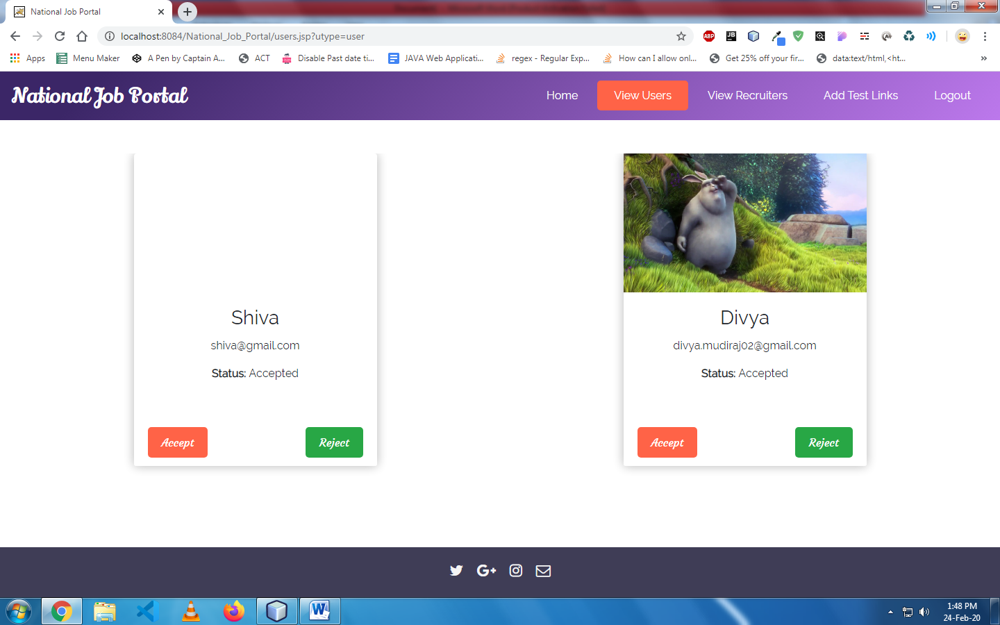 National Job Portal
localhost:8084/National_Job_Portal/users.jsp?utype=user
Apps Menu Maker A Pen by Captain A... ACT Disable Past date ti... JAVA Web Applicati... regex - Regular Exp... How can I allow onl... Get 25% off your fir... data:text/html,<ht... »
National Job Portal Home View Users View Recruiters Add Test Links Logout
Shiva
shiva@gmail.com
Status: Accepted
Accept Reject
Divya
divya.mudiraj02@gmail.com
Status: Accepted
Accept Reject
1:48 PM
24-Feb-20